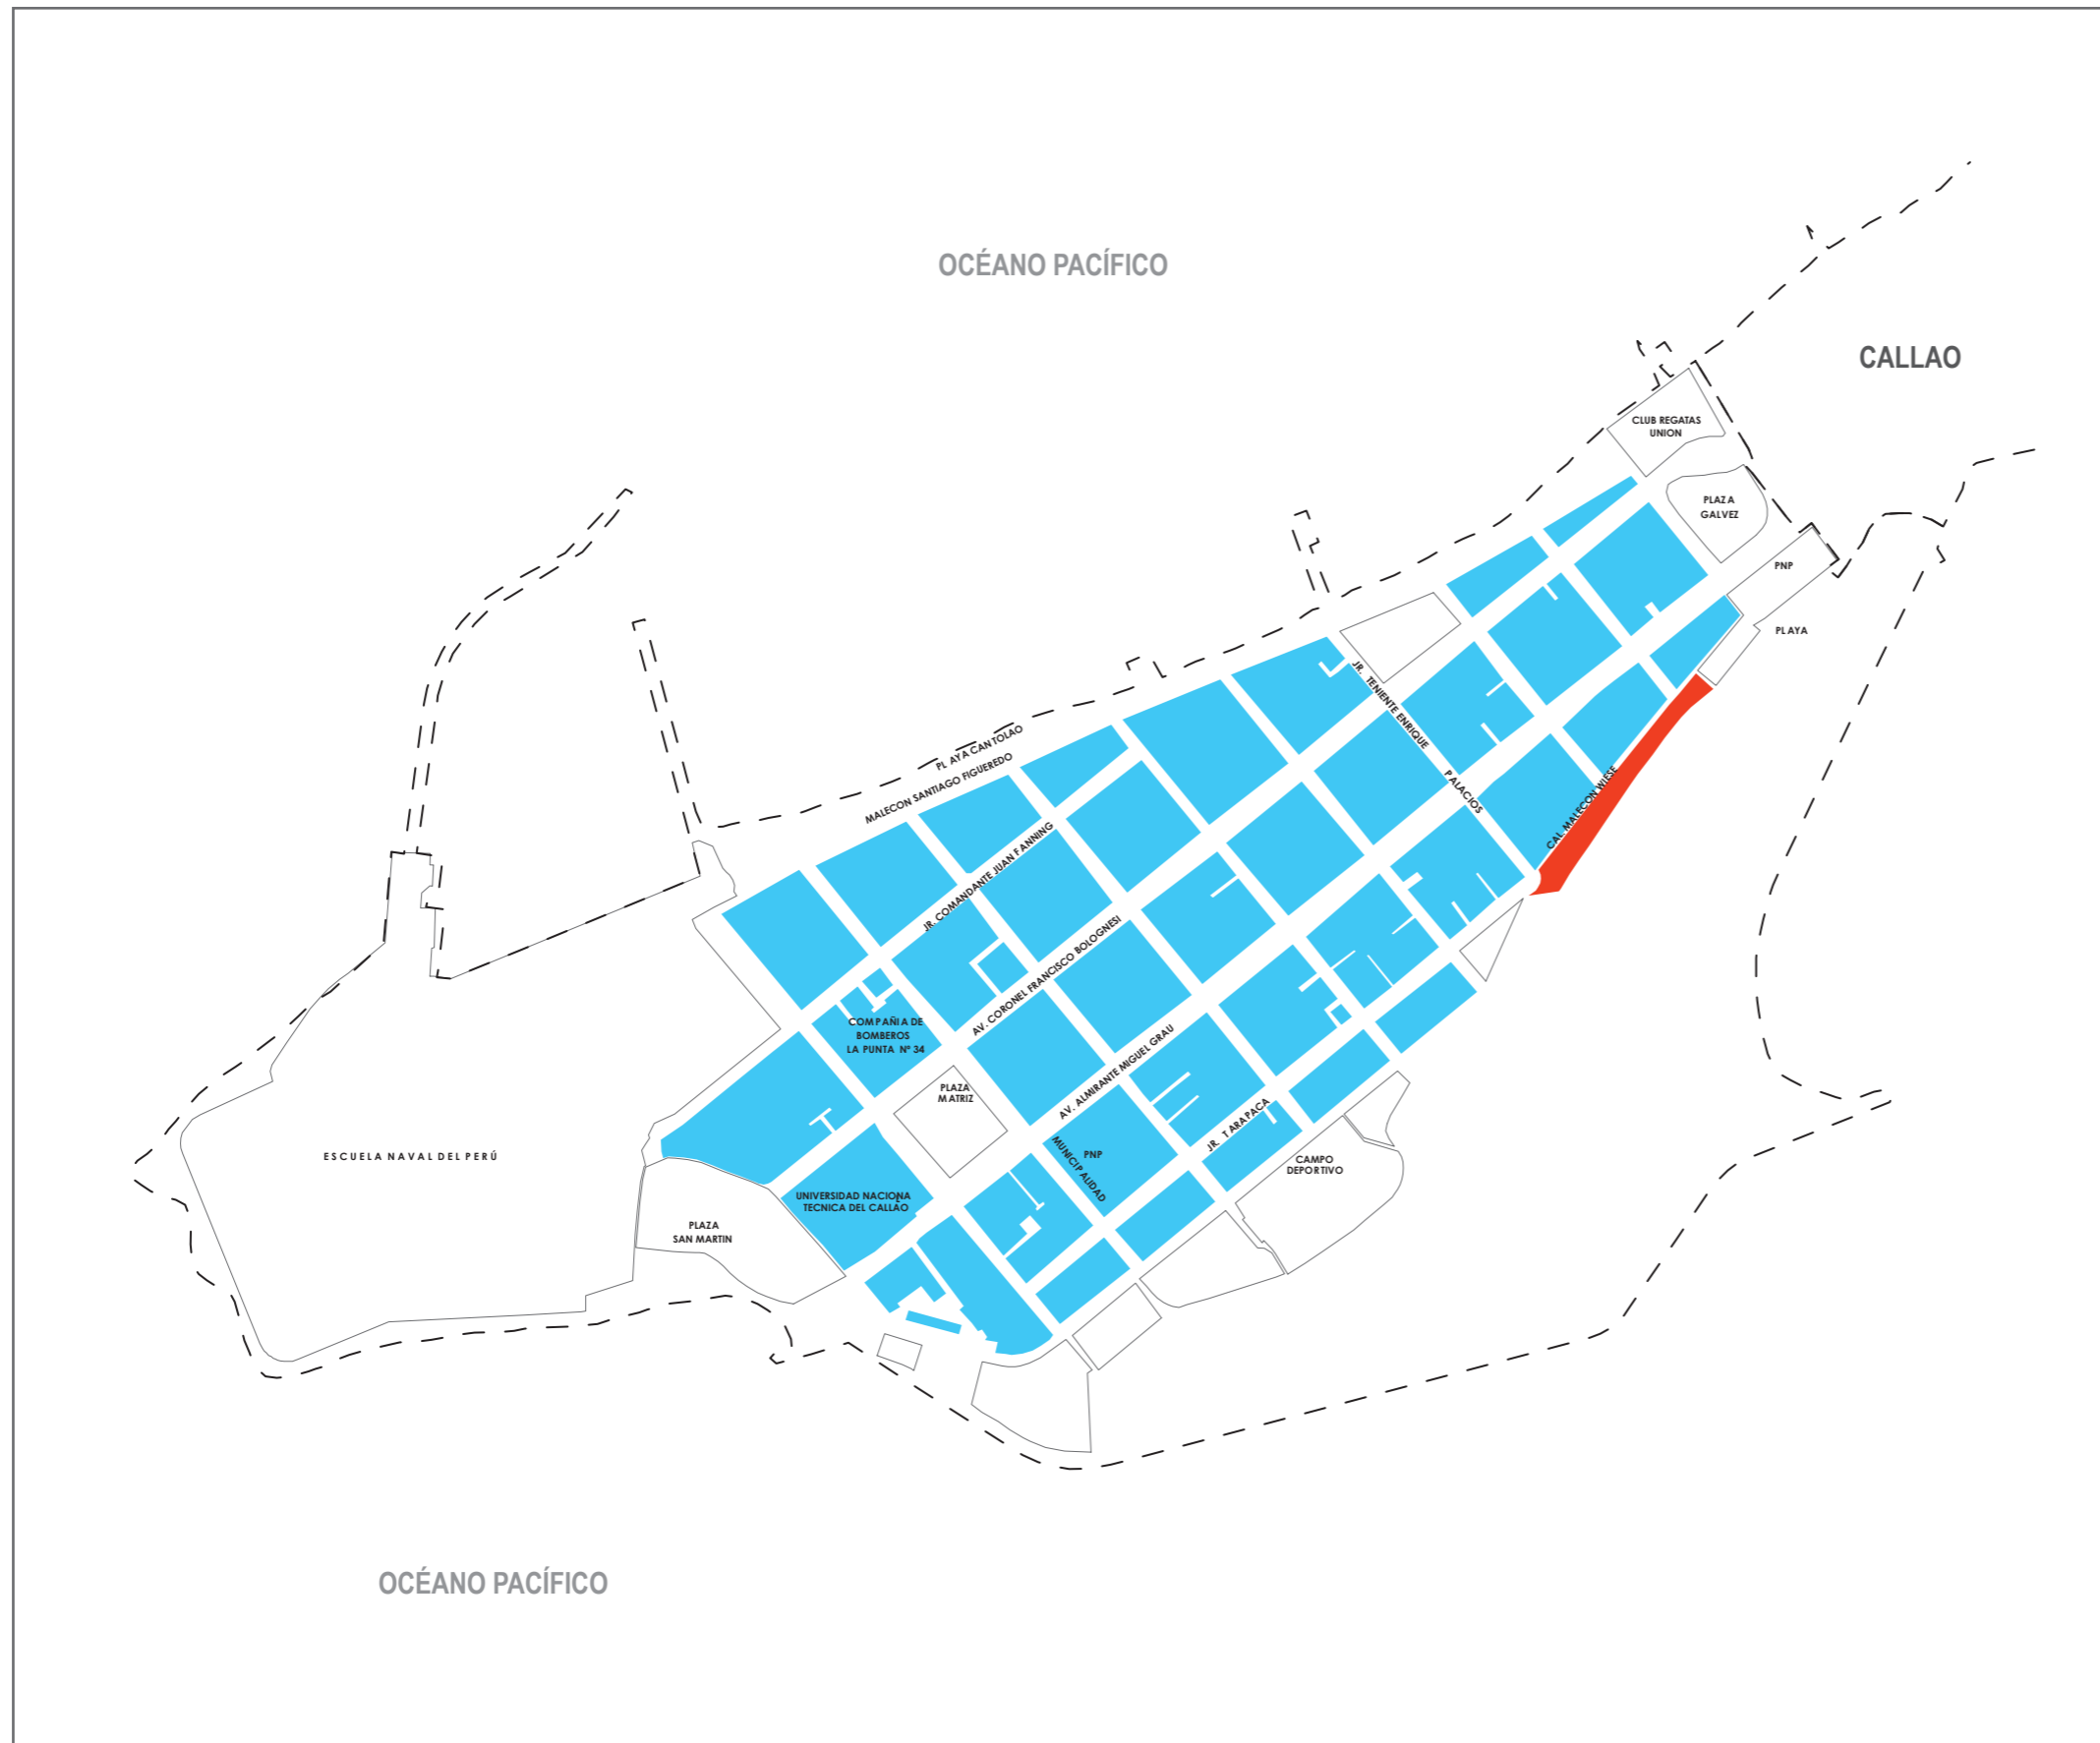 OCÉANO PACÍFICO
CALLAO
CLUB REGATAS
UNION
PLAZA
GALVEZ
PNP
PLAYA
JR. TENIENTE ENRIQUE PALACIOS
PLAYA CANTOLAO
MALECON SANTIAGO FIGUEREDO
CAL. MALECON WIESE
JR. COMANDANTE JUAN FANNING
AV. CORONEL FRANCISCO BOLOGNESI
COMPAÑIA DE
BOMBEROS
LA PUNTA Nº 34
PLAZA
MATRIZ
AV. ALMIRANTE MIGUEL GRAU
JR. TARAPACA
PNP
MUNICIPALIDAD
CAMPO
DEPORTIVO
ESCUELA NAVAL DEL PERÚ
UNIVERSIDAD NACIONAL
TECNICA DEL CALLAO
PLAZA
SAN MARTIN
OCÉANO PACÍFICO